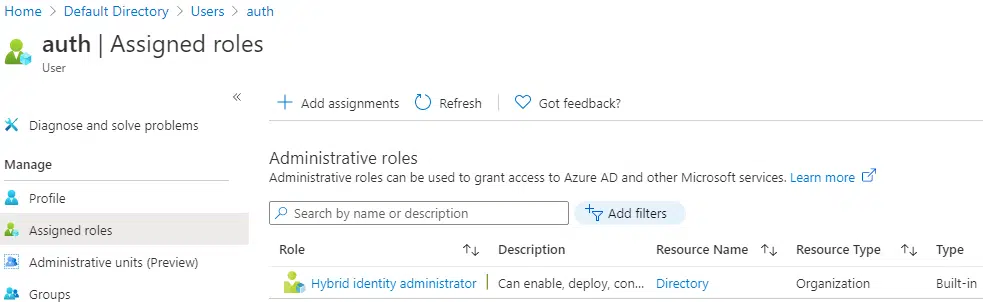 Home > Default Directory > Users > auth
auth | Assigned roles
User
«
Add assignments Refresh Got feedback?
Diagnose and solve problems
Manage
Profile
Assigned roles
Administrative units (Preview)
Groups
Administrative roles
Administrative roles can be used to grant access to Azure AD and other Microsoft services. Learn more
Search by name or description Add filters
Role ↑↓ Description Resource Name ↑↓ Resource Type ↑↓ Type
Hybrid identity administrator Can enable, deploy, con... Directory Organization Built-in